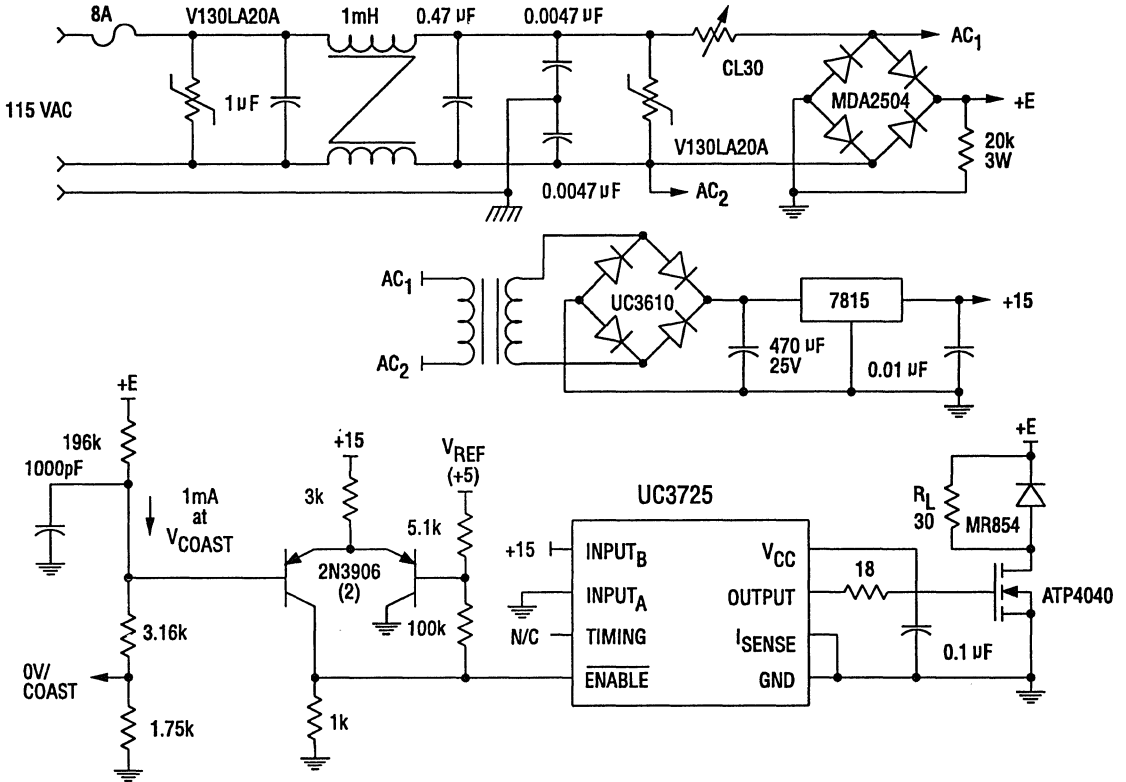 8A
V130LA20A
1mH
0.47 µF
0.0047 µF
AC1
CL30
115 VAC
1µF
MDA2504
+E
V130LA20A
20k
3W
0.0047 µF
AC2
AC1
UC3610
7815
+15
470 µF
25V
0.01 µF
AC2
+E
196k
1000pF
1mA
at
VCOAST
+15
3k
VREF
(+5)
5.1k
UC3725
+E
RL
30
MR854
2N3906
(2)
+15
INPUTB
VCC
INPUTA
OUTPUT
18
ATP4040
100k
N/C
TIMING
ISENSE
0.1 µF
3.16k
0V/
COAST
ENABLE
GND
1.75k
1k